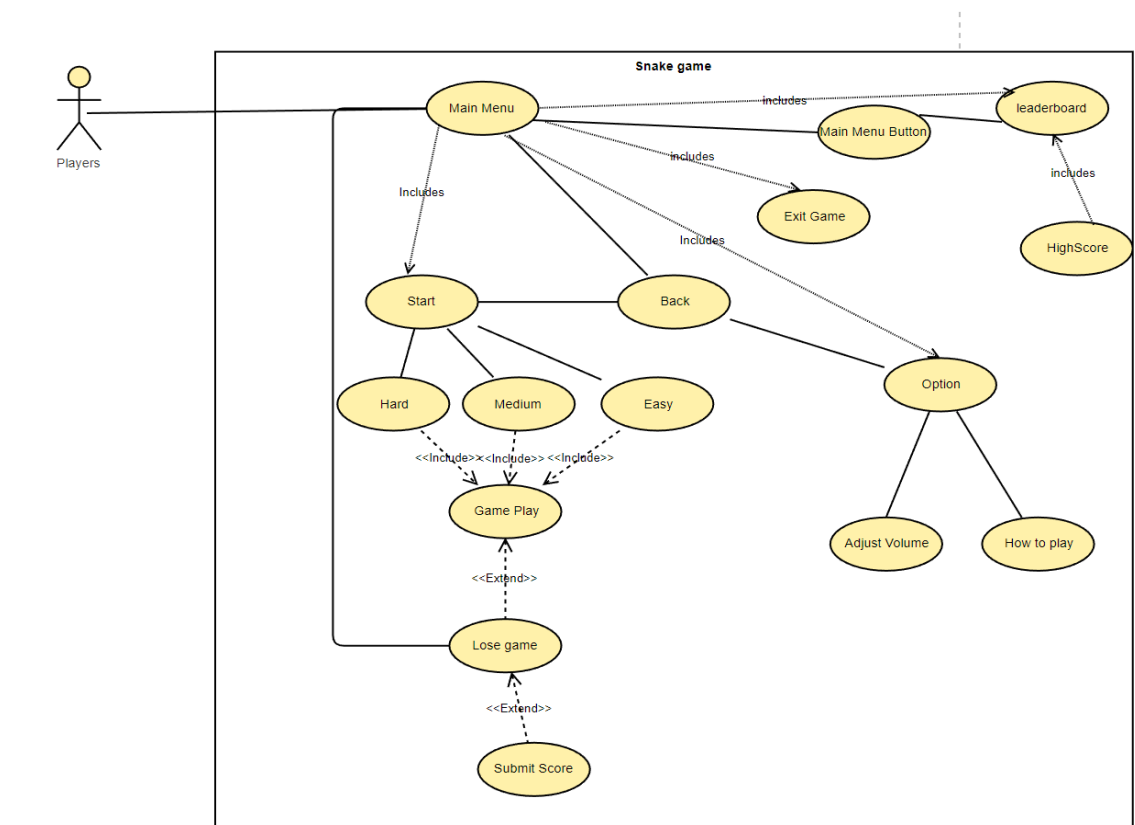 Snake game
Players
Main Menu
includes
leaderboard
Main Menu Button
includes
includes
Includes
Exit Game
Includes
HighScore
Start
Back
Option
Hard
Medium
Easy
<<Include>>
<<Include>>
<<Include>>
Game Play
Adjust Volume
How to play
<<Extend>>
Lose game
<<Extend>>
Submit Score